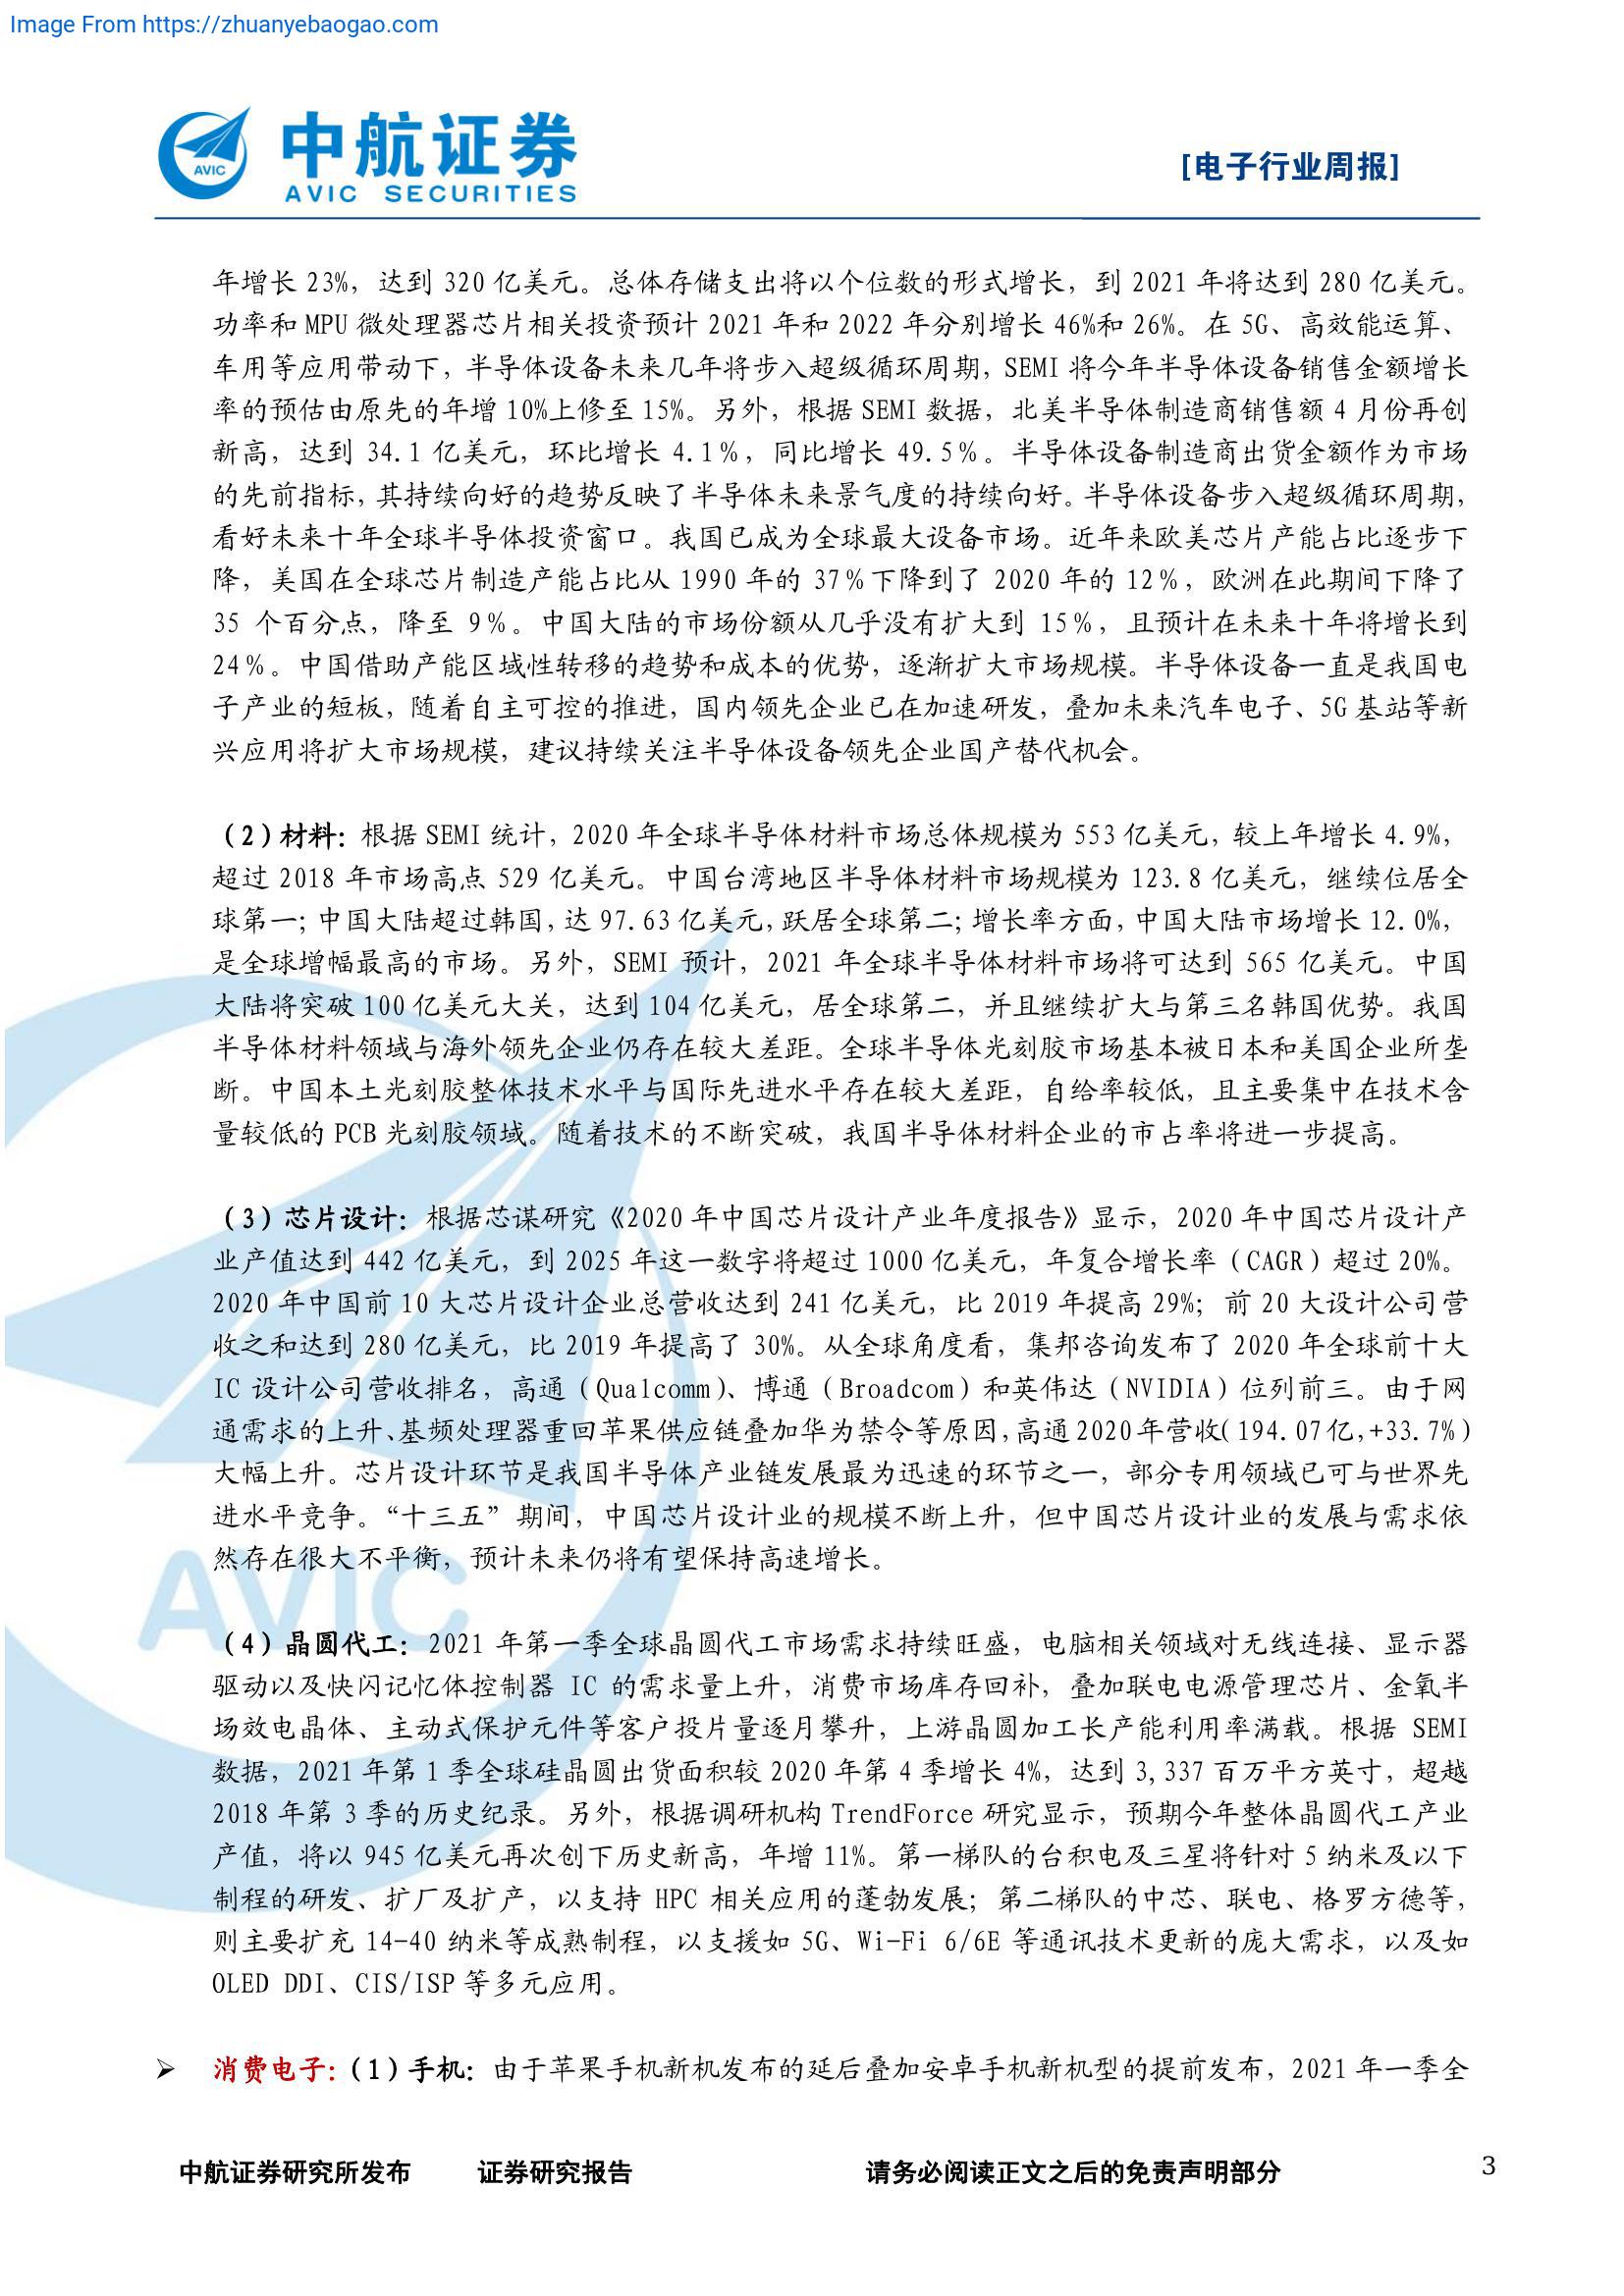 Image From https://zhuanyebaogao.com
中航证券
AVIC SECURITIES
AVIC
[电子行业周报]
年增长 23%，达到 320 亿美元。总体存储支出将以个位数的形式增长，到 2021 年将达到 280 亿美元。
功率和 MPU 微处理器芯片相关投资预计 2021 年和 2022 年分别增长 46%和 26%。在 5G、高效能运算、
车用等应用带动下，半导体设备未来几年将步入超级循环周期，SEMI 将今年半导体设备销售金额增长
率的预估由原先的年增 10%上修至 15%。另外，根据 SEMI 数据，北美半导体制造商销售额 4 月份再创
新高，达到 34.1 亿美元，环比增长 4.1％，同比增长 49.5％。半导体设备制造商出货金额作为市场
的先前指标，其持续向好的趋势反映了半导体未来景气度的持续向好。半导体设备步入超级循环周期，
看好未来十年全球半导体投资窗口。我国已成为全球最大设备市场。近年来欧美芯片产能占比逐步下
降，美国在全球芯片制造产能占比从 1990 年的 37％下降到了 2020 年的 12％，欧洲在此期间下降了
35 个百分点，降至 9％。中国大陆的市场份额从几乎没有扩大到 15％，且预计在未来十年将增长到
24％。中国借助产能区域性转移的趋势和成本的优势，逐渐扩大市场规模。半导体设备一直是我国电
子产业的短板，随着自主可控的推进，国内领先企业已在加速研发，叠加未来汽车电子、5G 基站等新
兴应用将扩大市场规模，建议持续关注半导体设备领先企业国产替代机会。
（2）材料：根据 SEMI 统计，2020 年全球半导体材料市场总体规模为 553 亿美元，较上年增长 4.9%，
超过 2018 年市场高点 529 亿美元。中国台湾地区半导体材料市场规模为 123.8 亿美元，继续位居全
球第一；中国大陆超过韩国，达 97.63 亿美元，跃居全球第二；增长率方面，中国大陆市场增长 12.0%，
是全球增幅最高的市场。另外，SEMI 预计，2021 年全球半导体材料市场将可达到 565 亿美元。中国
大陆将突破 100 亿美元大关，达到 104 亿美元，居全球第二，并且继续扩大与第三名韩国优势。我国
半导体材料领域与海外领先企业仍存在较大差距。全球半导体光刻胶市场基本被日本和美国企业所垄
断。中国本土光刻胶整体技术水平与国际先进水平存在较大差距，自给率较低，且主要集中在技术含
量较低的 PCB 光刻胶领域。随着技术的不断突破，我国半导体材料企业的市占率将进一步提高。
（3）芯片设计：根据芯谋研究《2020 年中国芯片设计产业年度报告》显示，2020 年中国芯片设计产
业产值达到 442 亿美元，到 2025 年这一数字将超过 1000 亿美元，年复合增长率（CAGR）超过 20%。
2020 年中国前 10 大芯片设计企业总营收达到 241 亿美元，比 2019 年提高 29%；前 20 大设计公司营
收之和达到 280 亿美元，比 2019 年提高了 30%。从全球角度看，集邦咨询发布了 2020 年全球前十大
IC 设计公司营收排名，高通（Qualcomm）、博通（Broadcom）和英伟达（NVIDIA）位列前三。由于网
通需求的上升、基频处理器重回苹果供应链叠加华为禁令等原因，高通 2020 年营收（194.07 亿，+33.7%）
大幅上升。芯片设计环节是我国半导体产业链发展最为迅速的环节之一，部分专用领域已可与世界先
进水平竞争。“十三五”期间，中国芯片设计业的规模不断上升，但中国芯片设计业的发展与需求依
然存在很大不平衡，预计未来仍将有望保持高速增长。
（4）晶圆代工：2021 年第一季全球晶圆代工市场需求持续旺盛，电脑相关领域对无线连接、显示器
驱动以及快闪记忆体控制器 IC 的需求量上升，消费市场库存回补，叠加联电电源管理芯片、金氧半
场效电晶体、主动式保护元件等客户投片量逐月攀升，上游晶圆加工长产能利用率满载。根据 SEMI
数据，2021 年第 1 季全球硅晶圆出货面积较 2020 年第 4 季增长 4%，达到 3,337 百万平方英寸，超越
2018 年第 3 季的历史纪录。另外，根据调研机构 TrendForce 研究显示，预期今年整体晶圆代工产业
产值，将以 945 亿美元再次创下历史新高，年增 11%。第一梯队的台积电及三星将针对 5 纳米及以下
制程的研发、扩厂及扩产，以支持 HPC 相关应用的蓬勃发展；第二梯队的中芯、联电、格罗方德等，
则主要扩充 14-40 纳米等成熟制程，以支援如 5G、Wi-Fi 6/6E 等通讯技术更新的庞大需求，以及如
OLED DDI、CIS/ISP 等多元应用。
➢ 消费电子：（1）手机：由于苹果手机新机发布的延后叠加安卓手机新机型的提前发布，2021 年一季全
中航证券研究所发布 证券研究报告 请务必阅读正文之后的免责声明部分 3